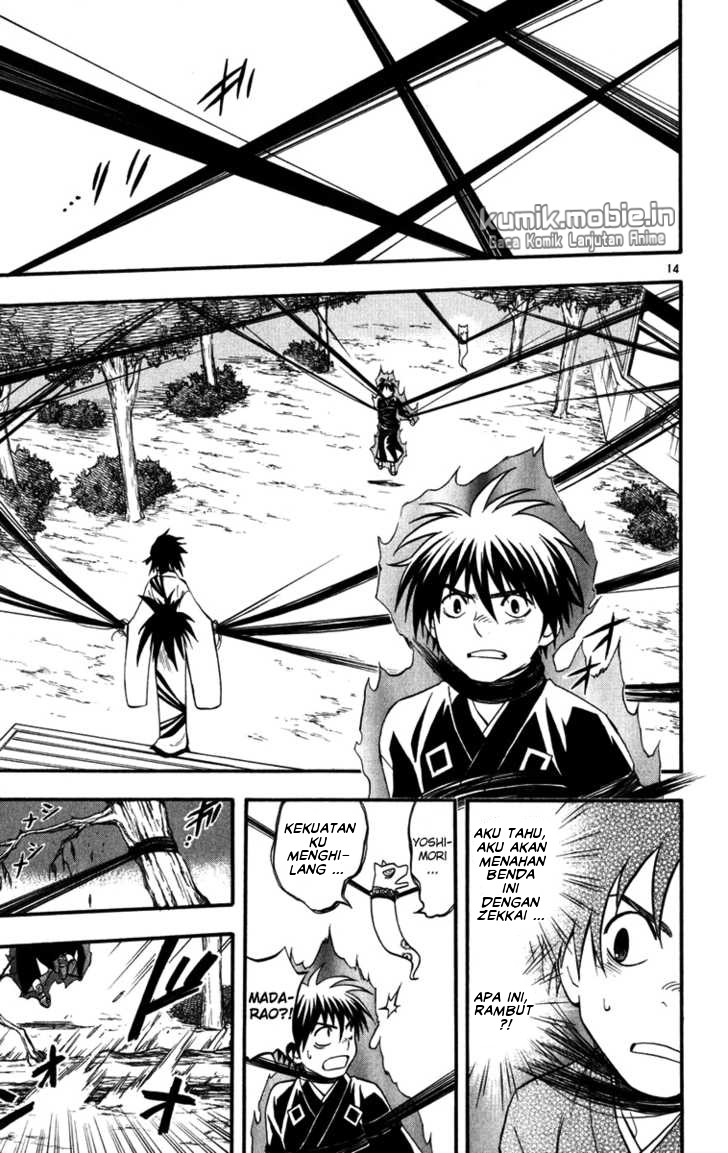 kumik.mobie.in
Baca Komik Lanjutan Anime
14
AKU TAHU,
AKU AKAN
MENAHAN
BENDA
INI
DENGAN
ZEKKAI ...
APA INI,
RAMBUT
?!
YOSHI-
MORI
...
KEKUATAN
KU
MENGHI-
LANG ...
MADA-
RAO?!